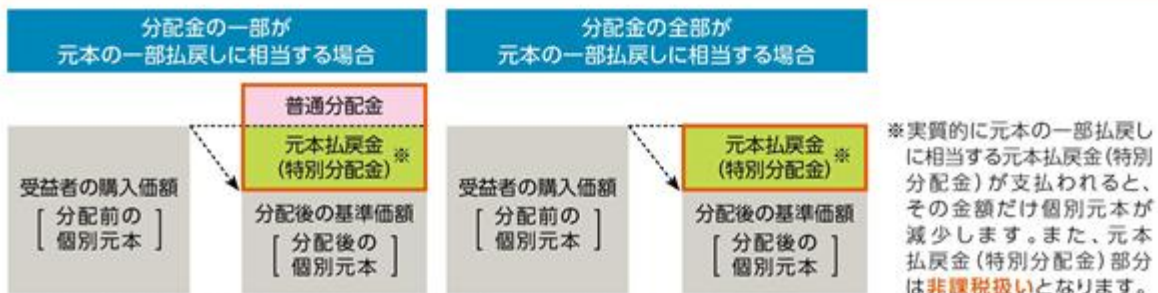 分配金の一部が
元本の一部払戻しに相当する場合
普通分配金
元本払戻金
(特別分配金)
※
受益者の購入価額
[分配前の
個別元本]
分配後の基準価額
[分配後の
個別元本]
分配金の全部が
元本の一部払戻しに相当する場合
元本払戻金
(特別分配金)
※
受益者の購入価額
[分配前の
個別元本]
分配後の基準価額
[分配後の
個別元本]
※実質的に元本の一部払戻し
に相当する元本払戻金(特別
分配金)が支払われると、
その金額だけ個別元本が
減少します。また、元本
払戻金(特別分配金)部分
は非課税扱いとなります。